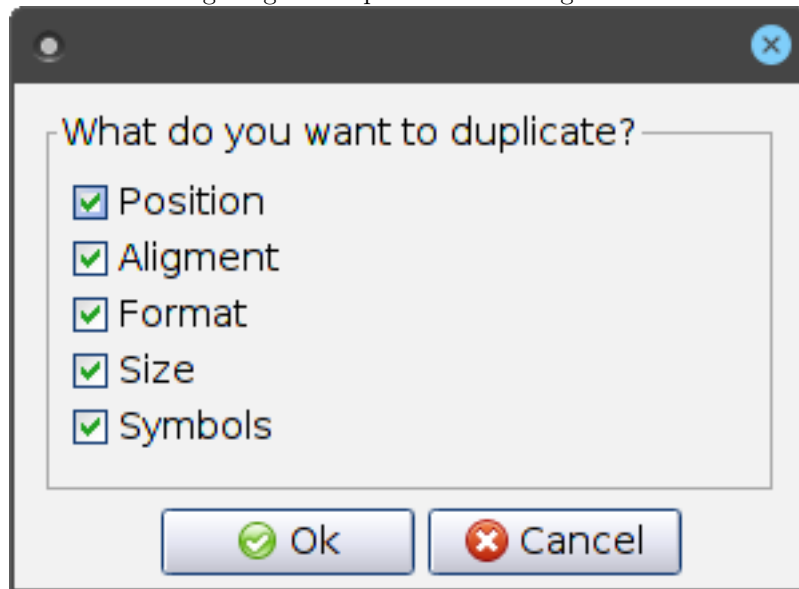 What do you want to duplicate?
Position
Aligment
Format
Size
Symbols
Ok
Cancel